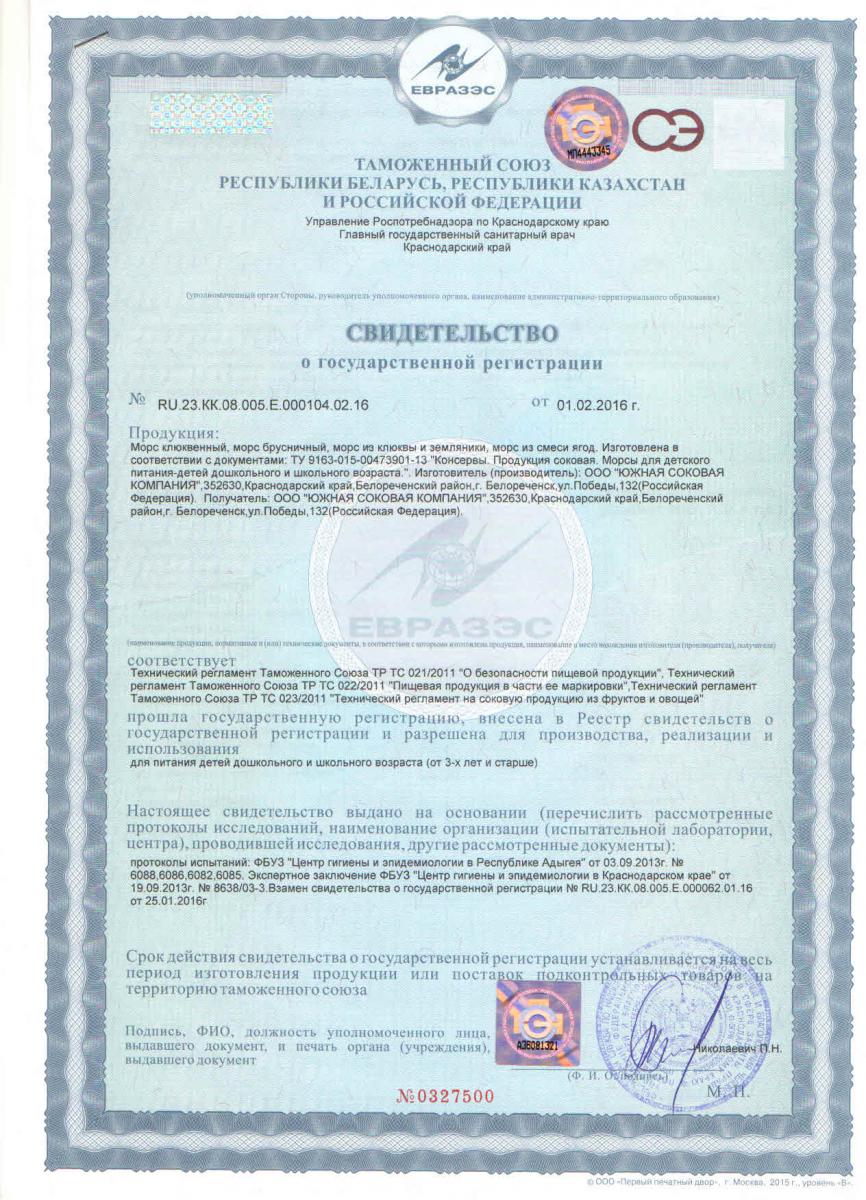 ЕВРАЗЭС
МП4443345
СЭ
ТАМОЖЕННЫЙ СОЮЗ
РЕСПУБЛИКИ БЕЛАРУСЬ, РЕСПУБЛИКИ КАЗАХСТАН
И РОССИЙСКОЙ ФЕДЕРАЦИИ
Управление Роспотребнадзора по Краснодарскому краю
Главный государственный санитарный врач
Краснодарский край
(уполномоченный орган Стороны, руководитель уполномоченного органа, наименование административно-территориального образования)
СВИДЕТЕЛЬСТВО
о государственной регистрации
№ RU.23.КК.08.005.Е.000104.02.16 от 01.02.2016 г.
Продукция:
Морс клюквенный, морс брусничный, морс из клюквы и земляники, морс из смеси ягод. Изготовлена в
соответствии с документами: ТУ 9163-015-00473901-13 "Консервы. Продукция соковая. Морсы для детского
питания-детей дошкольного и школьного возраста.". Изготовитель (производитель): ООО "ЮЖНАЯ СОКОВАЯ
КОМПАНИЯ",352630,Краснодарский край,Белореченский район,г. Белореченск,ул.Победы,132(Российская
Федерация). Получатель: ООО "ЮЖНАЯ СОКОВАЯ КОМПАНИЯ",352630,Краснодарский край,Белореченский
район,г. Белореченск,ул.Победы,132(Российская Федерация).
ЕВРАЗЭС
(наименование продукции, нормативные и (или) технические документы, в соответствии с которыми изготовлена продукция, наименование и место нахождения изготовителя (производителя), получателя)
соответствует
Технический регламент Таможенного Союза ТР ТС 021/2011 "О безопасности пищевой продукции", Технический
регламент Таможенного Союза ТР ТС 022/2011 "Пищевая продукция в части ее маркировки",Технический регламент
Таможенного Союза ТР ТС 023/2011 "Технический регламент на соковую продукцию из фруктов и овощей"
прошла государственную регистрацию, внесена в Реестр свидетельств о
государственной регистрации и разрешена для производства, реализации и
использования
для питания детей дошкольного и школьного возраста (от 3-х лет и старше)
Настоящее свидетельство выдано на основании (перечислить рассмотренные
протоколы исследований, наименование организации (испытательной лаборатории,
центра), проводившей исследования, другие рассмотренные документы):
протоколы испытаний: ФБУЗ "Центр гигиены и эпидемиологии в Республике Адыгея" от 03.09.2013г. №
6088,6086,6082,6085. Экспертное заключение ФБУЗ "Центр гигиены и эпидемиологии в Краснодарском крае" от
19.09.2013г. № 8638/03-3.Взамен свидетельства о государственной регистрации № RU.23.КК.08.005.Е.000062.01.16
от 25.01.2016г
Срок действия свидетельства о государственной регистрации устанавливается на весь
период изготовления продукции или поставок подконтрольных товаров на
территорию таможенного союза
Подпись, ФИО, должность уполномоченного лица,
выдавшего документ, и печать органа (учреждения),
выдавшего документ
А36081321
Николаевич П.Н.
(Ф. И. О./подпись)
М. П.
№0327500
© ООО «Первый печатный двор», г. Москва, 2015 г., уровень «В».